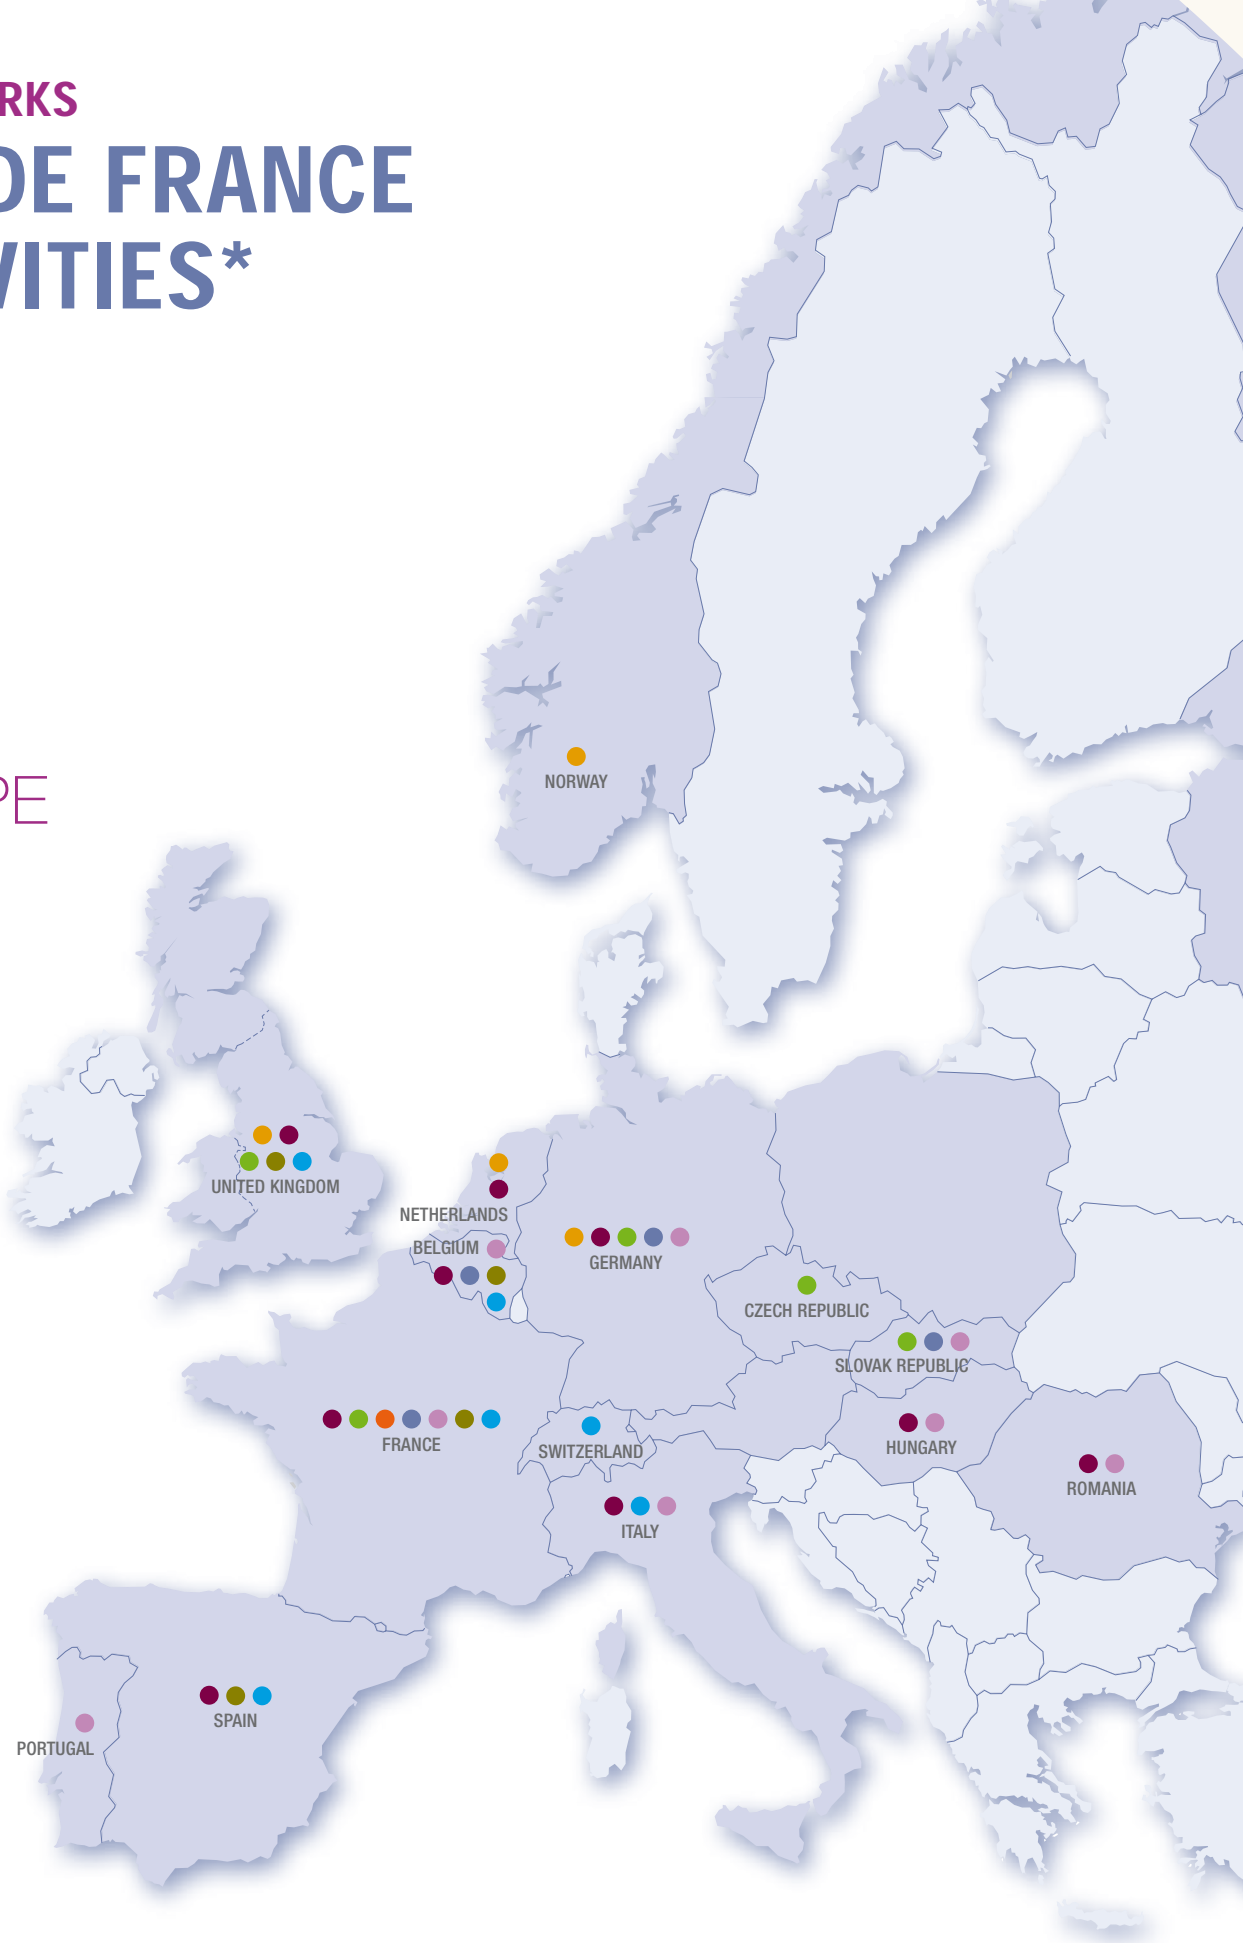 RKS
DE FRANCE
VITIES*
PE
NORWAY
UNITED KINGDOM
NETHERLANDS
BELGIUM
GERMANY
CZECH REPUBLIC
SLOVAK REPUBLIC
FRANCE
SWITZERLAND
HUNGARY
ROMANIA
ITALY
SPAIN
PORTUGAL